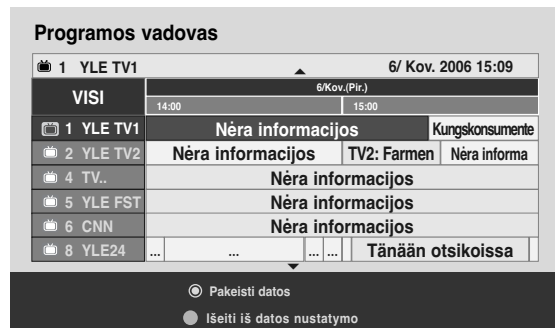 Programos vadovas
1 YLE TV1 6/ Kov. 2006 15:09
VISI 6/Kov.(Pir.)
14:00 15:00
1 YLE TV1 Nėra informacijos Kungskonsumente
2 YLE TV2 Nėra informacijos TV2: Farmen Nėra informa
4 TV.. Nėra informacijos
5 YLE FST Nėra informacijos
6 CNN Nėra informacijos
8 YLE24 ... ... ... ... Tänään otsikoissa
Pakeisti datos
Išeiti iš datos nustatymo